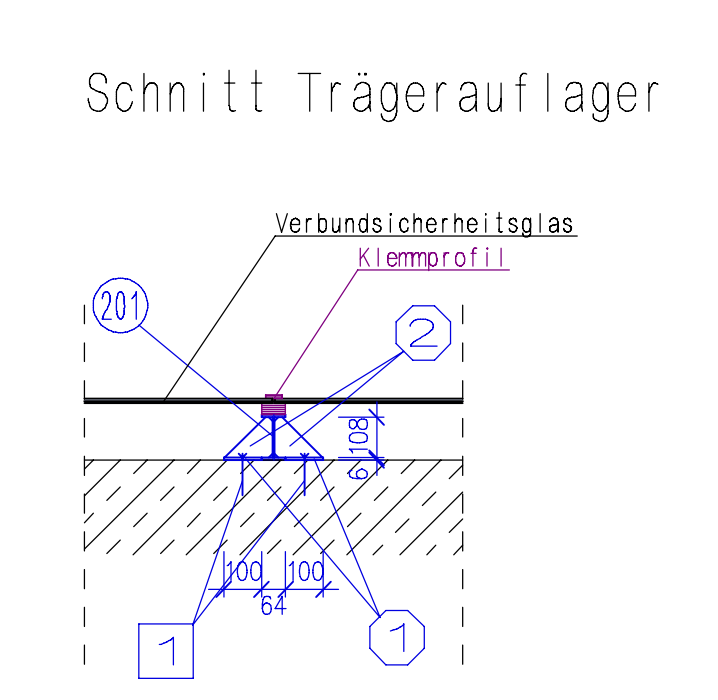 Schnitt Trägerauflager
Verbundsicherheitsglas
Klemmprofil
201
2
108
6
100 100
64
1 1